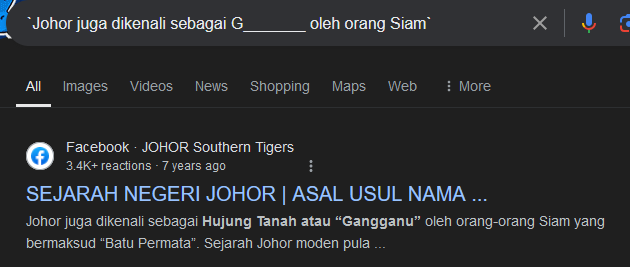 `Johor juga dikenali sebagai G_______ oleh orang Siam`
All Images Videos News Shopping Maps Web More
Facebook · JOHOR Southern Tigers
3.4K+ reactions · 7 years ago
SEJARAH NEGERI JOHOR | ASAL USUL NAMA ...
Johor juga dikenali sebagai Hujung Tanah atau “Gangganu” oleh orang-orang Siam yang
bermaksud “Batu Permata”. Sejarah Johor moden pula ...